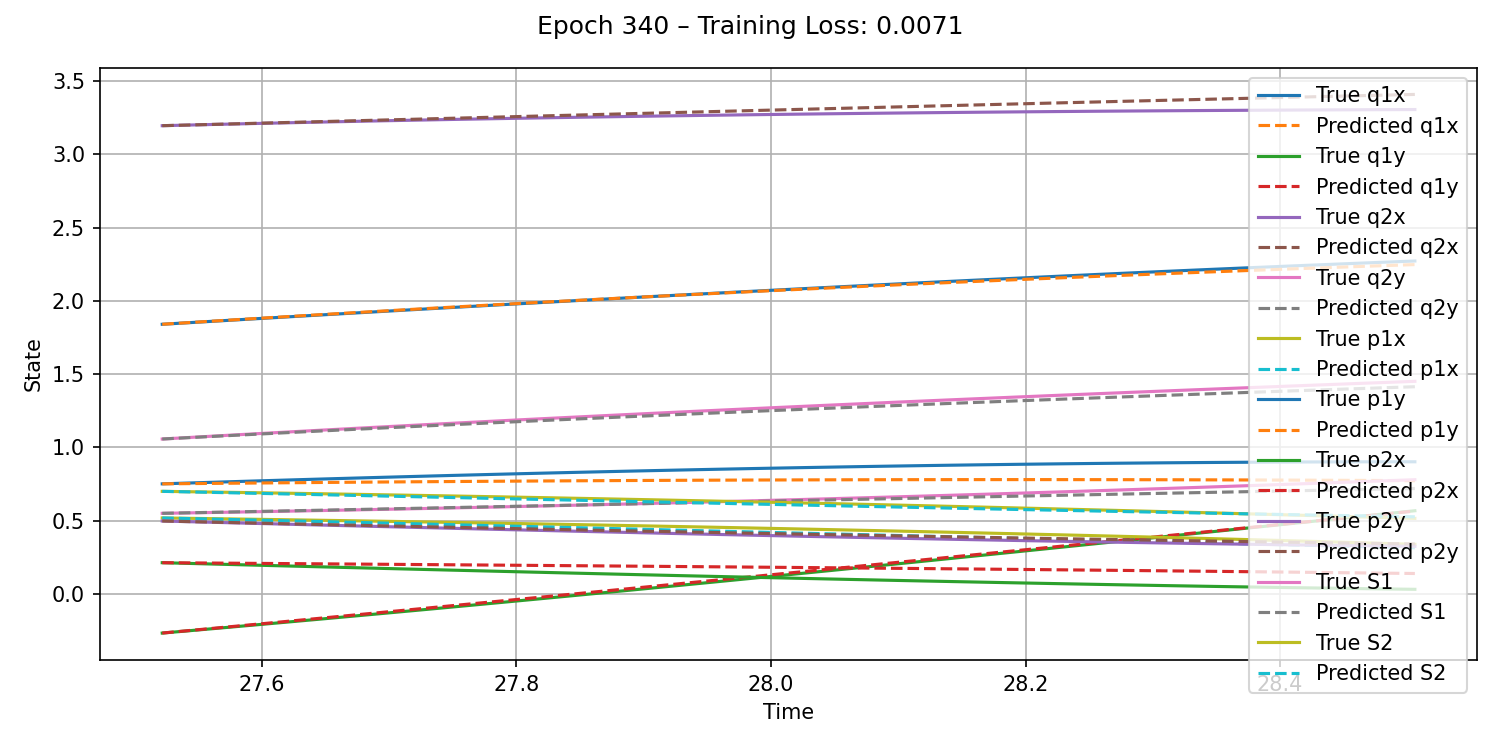 Epoch 340 – Training Loss: 0.0071
3.5
3.0
2.5
2.0
1.5
1.0
0.5
0.0
State
27.6
27.8
28.0
28.2
28.4
Time
True q1x
Predicted q1x
True q1y
Predicted q1y
True q2x
Predicted q2x
True q2y
Predicted q2y
True p1x
Predicted p1x
True p1y
Predicted p1y
True p2x
Predicted p2x
True p2y
Predicted p2y
True S1
Predicted S1
True S2
Predicted S2